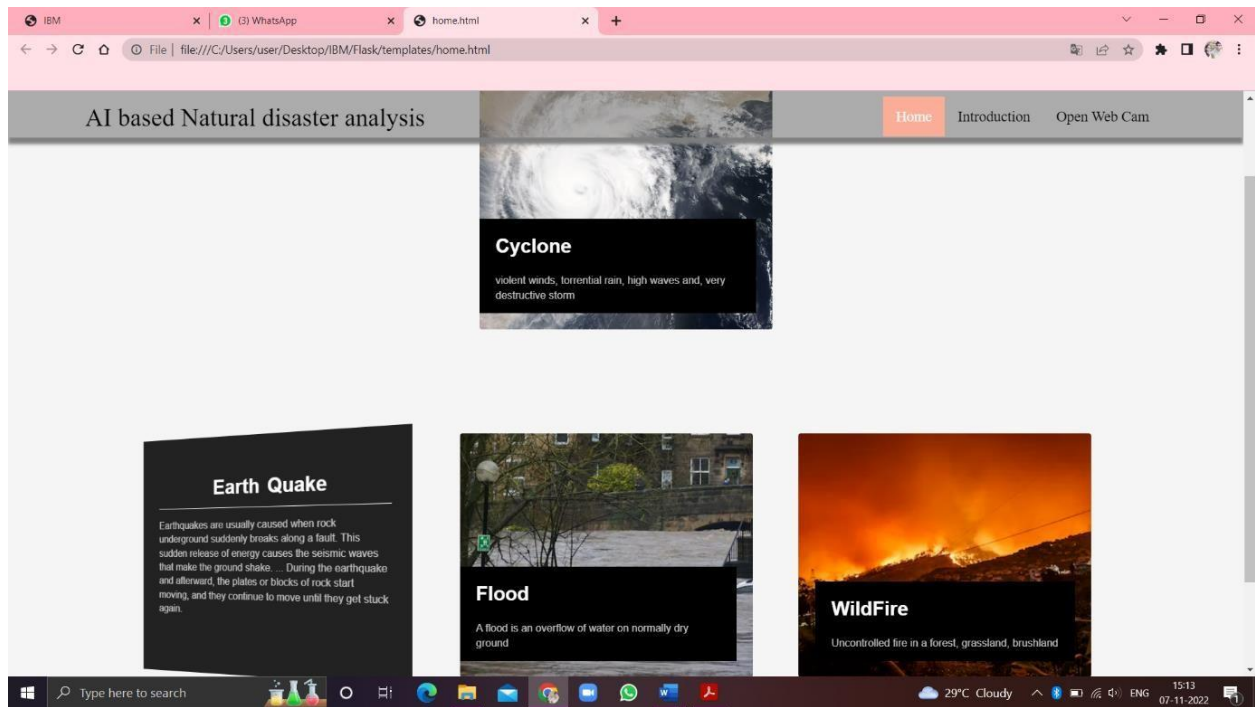 IBM
(3) WhatsApp
home.html
File | file:///C:/Users/user/Desktop/IBM/Flask/templates/home.html
AI based Natural disaster analysis
Home
Introduction
Open Web Cam
Cyclone
violent winds, torrential rain, high waves and, very
destructive storm
Earth Quake
Earthquakes are usually caused when rock
underground suddenly breaks along a fault. This
sudden release of energy causes the seismic waves
that make the ground shake. ... During the earthquake
and afterward, the plates or blocks of rock start
moving, and they continue to move until they get stuck
again.
Flood
A flood is an overflow of water on normally dry
ground
WildFire
Uncontrolled fire in a forest, grassland, brushland
Type here to search
29°C Cloudy
ENG
15:13
07-11-2022